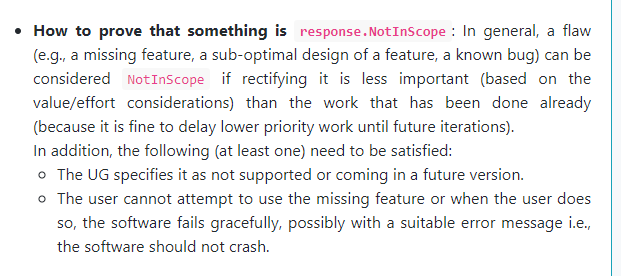 • How to prove that something is response.NotInScope : In general, a flaw
(e.g., a missing feature, a sub-optimal design of a feature, a known bug) can be
considered NotInScope if rectifying it is less important (based on the
value/effort considerations) than the work that has been done already
(because it is fine to delay lower priority work until future iterations).
In addition, the following (at least one) need to be satisfied:
○ The UG specifies it as not supported or coming in a future version.
○ The user cannot attempt to use the missing feature or when the user does
so, the software fails gracefully, possibly with a suitable error message i.e.,
the software should not crash.